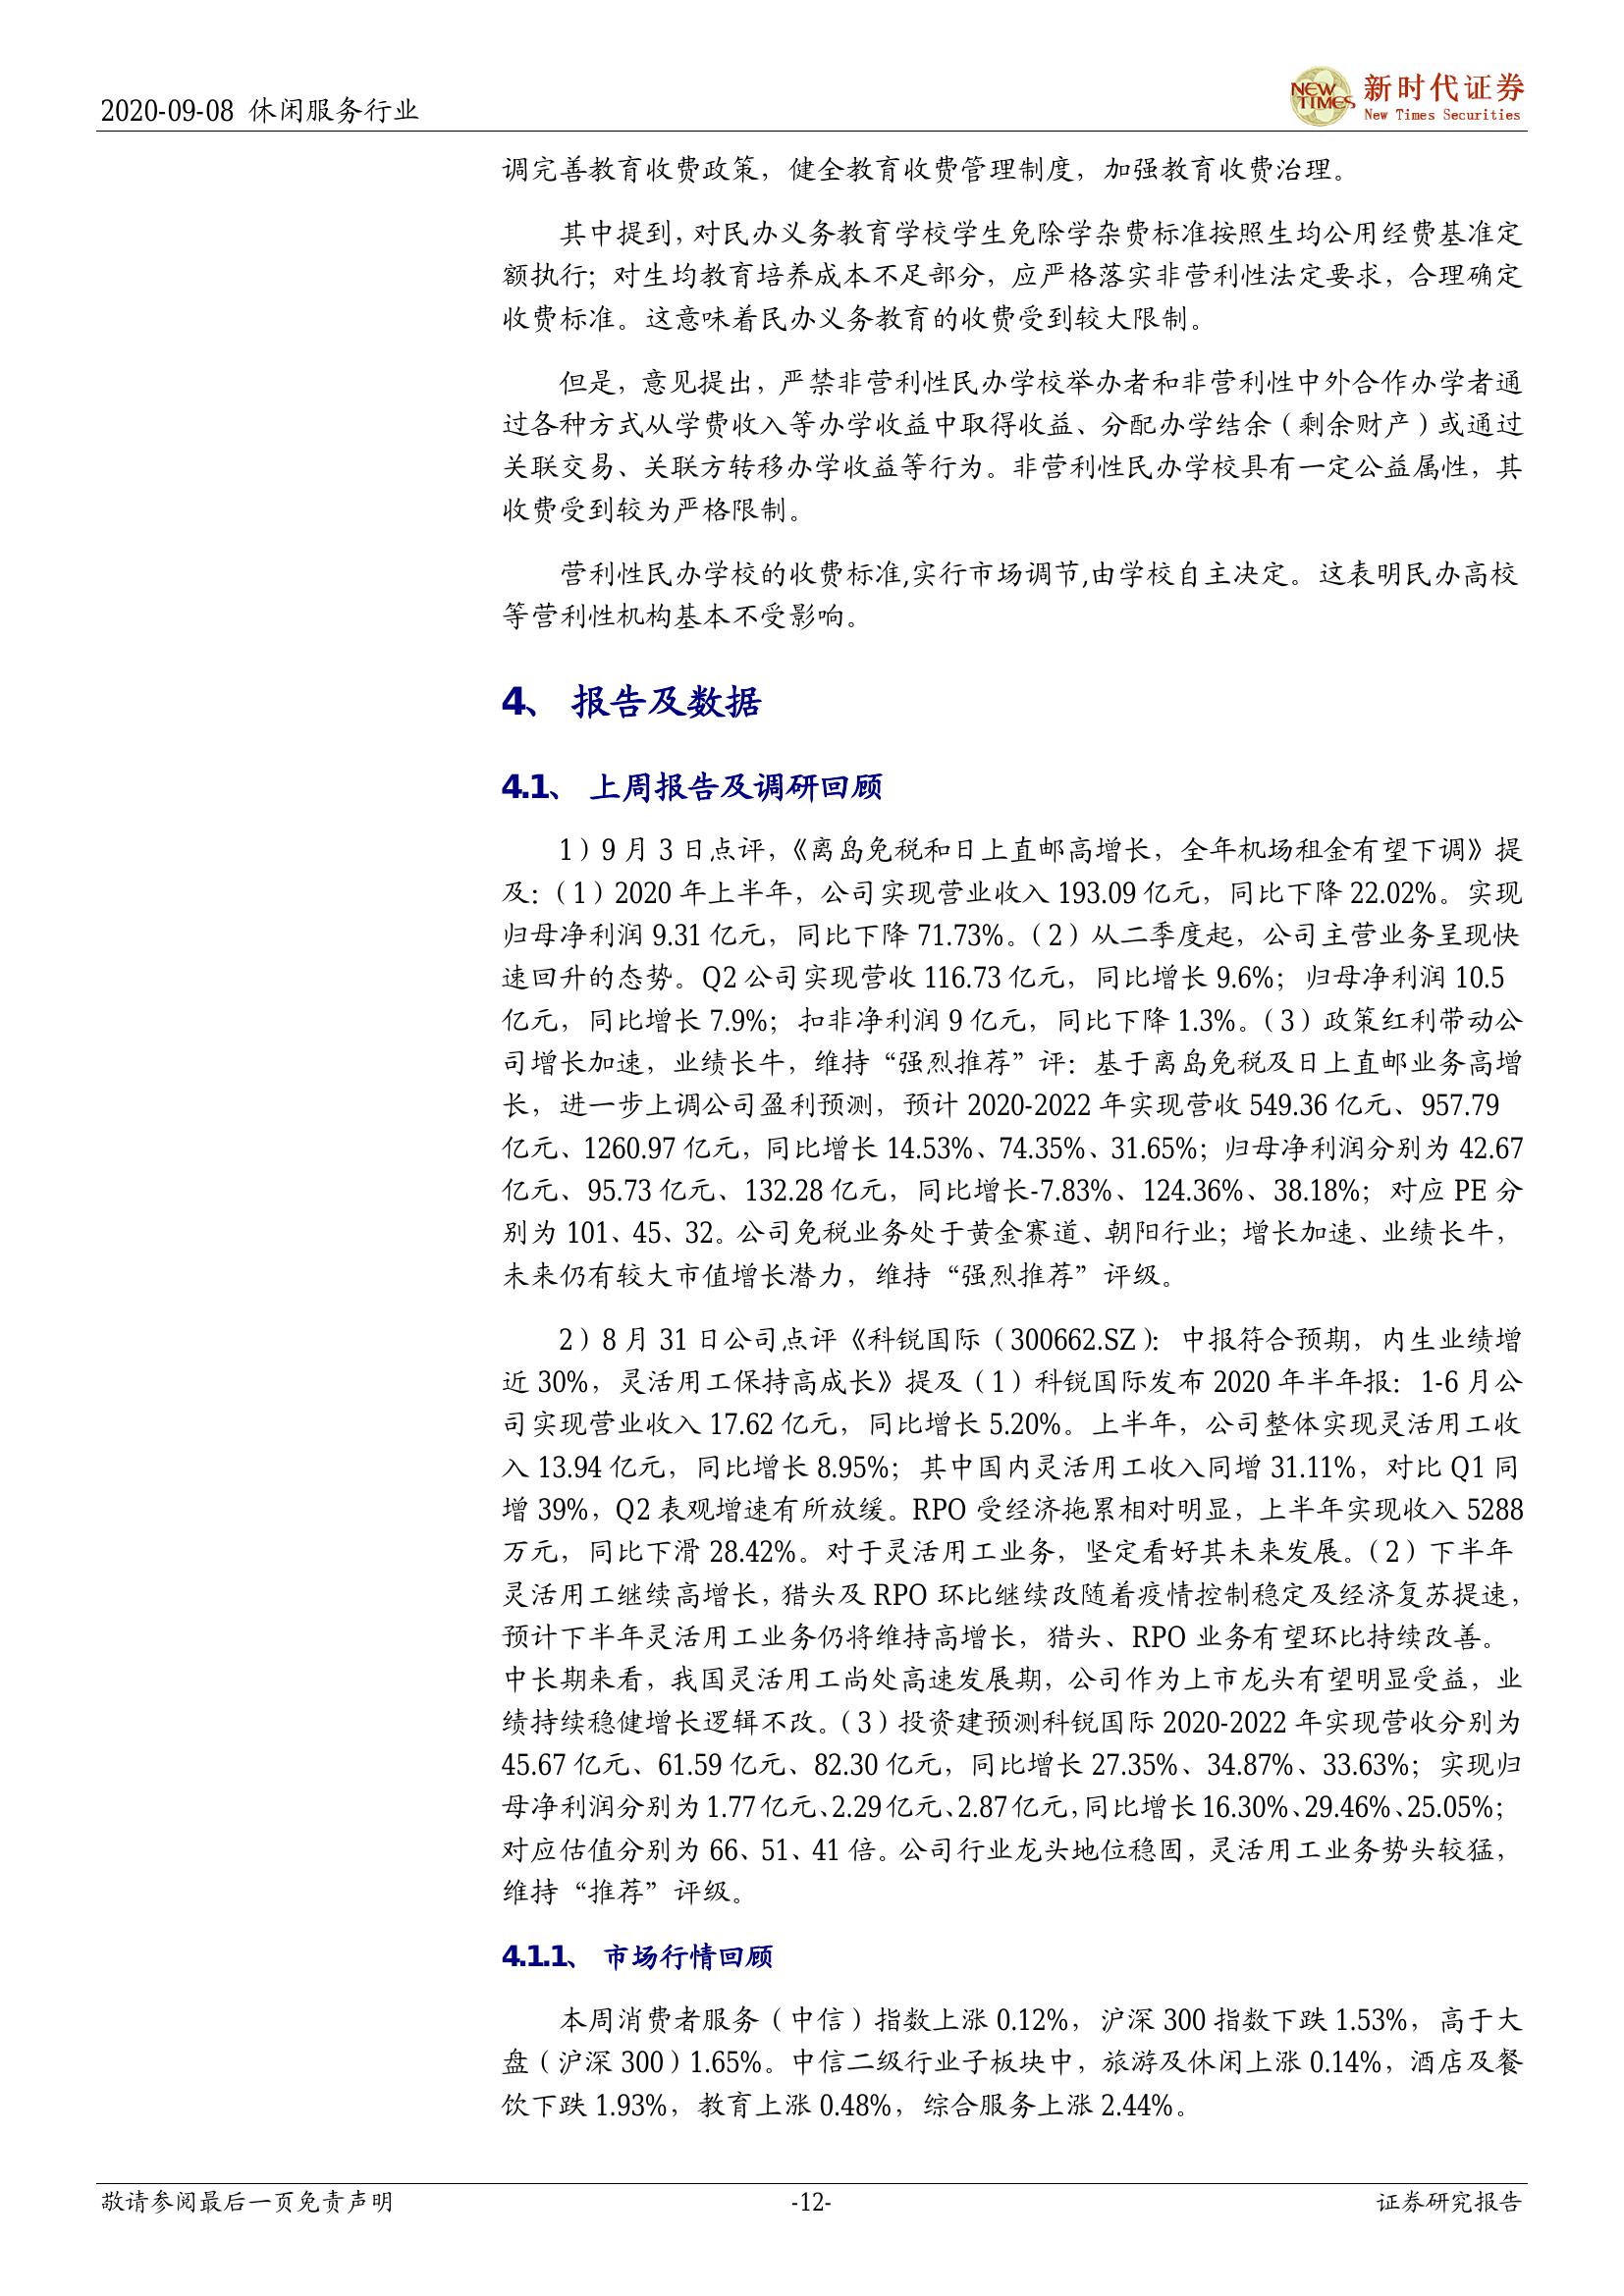 2020-09-08 休闲服务行业
NEW TIMES
新时代证券
New Times Securities
调完善教育收费政策，健全教育收费管理制度，加强教育收费治理。
其中提到，对民办义务教育学校学生免除学杂费标准按照生均公用经费基准定
额执行；对生均教育培养成本不足部分，应严格落实非营利性法定要求，合理确定
收费标准。这意味着民办义务教育的收费受到较大限制。
但是，意见提出，严禁非营利性民办学校举办者和非营利性中外合作办学者通
过各种方式从学费收入等办学收益中取得收益、分配办学结余（剩余财产）或通过
关联交易、关联方转移办学收益等行为。非营利性民办学校具有一定公益属性，其
收费受到较为严格限制。
营利性民办学校的收费标准,实行市场调节,由学校自主决定。这表明民办高校
等营利性机构基本不受影响。
4、 报告及数据
4.1、 上周报告及调研回顾
1）9 月 3 日点评，《离岛免税和日上直邮高增长，全年机场租金有望下调》提
及：（1）2020 年上半年，公司实现营业收入 193.09 亿元，同比下降 22.02%。实现
归母净利润 9.31 亿元，同比下降 71.73%。（2）从二季度起，公司主营业务呈现快
速回升的态势。Q2 公司实现营收 116.73 亿元，同比增长 9.6%；归母净利润 10.5
亿元，同比增长 7.9%；扣非净利润 9 亿元，同比下降 1.3%。（3）政策红利带动公
司增长加速，业绩长牛，维持“强烈推荐”评：基于离岛免税及日上直邮业务高增
长，进一步上调公司盈利预测，预计 2020-2022 年实现营收 549.36 亿元、957.79
亿元、1260.97 亿元，同比增长 14.53%、74.35%、31.65%；归母净利润分别为 42.67
亿元、95.73 亿元、132.28 亿元，同比增长-7.83%、124.36%、38.18%；对应 PE 分
别为 101、45、32。公司免税业务处于黄金赛道、朝阳行业；增长加速、业绩长牛，
未来仍有较大市值增长潜力，维持“强烈推荐”评级。
2）8 月 31 日公司点评《科锐国际（300662.SZ）：中报符合预期，内生业绩增
近 30%，灵活用工保持高成长》提及（1）科锐国际发布 2020 年半年报：1-6 月公
司实现营业收入 17.62 亿元，同比增长 5.20%。上半年，公司整体实现灵活用工收
入 13.94 亿元，同比增长 8.95%；其中国内灵活用工收入同增 31.11%，对比 Q1 同
增 39%，Q2 表观增速有所放缓。RPO 受经济拖累相对明显，上半年实现收入 5288
万元，同比下滑 28.42%。对于灵活用工业务，坚定看好其未来发展。（2）下半年
灵活用工继续高增长，猎头及 RPO 环比继续改随着疫情控制稳定及经济复苏提速，
预计下半年灵活用工业务仍将维持高增长，猎头、RPO 业务有望环比持续改善。
中长期来看，我国灵活用工尚处高速发展期，公司作为上市龙头有望明显受益，业
绩持续稳健增长逻辑不改。（3）投资建预测科锐国际 2020-2022 年实现营收分别为
45.67 亿元、61.59 亿元、82.30 亿元，同比增长 27.35%、34.87%、33.63%；实现归
母净利润分别为 1.77 亿元、2.29 亿元、2.87 亿元，同比增长 16.30%、29.46%、25.05%；
对应估值分别为 66、51、41 倍。公司行业龙头地位稳固，灵活用工业务势头较猛，
维持“推荐”评级。
4.1.1、 市场行情回顾
本周消费者服务（中信）指数上涨 0.12%，沪深 300 指数下跌 1.53%，高于大
盘（沪深 300）1.65%。中信二级行业子板块中，旅游及休闲上涨 0.14%，酒店及餐
饮下跌 1.93%，教育上涨 0.48%，综合服务上涨 2.44%。
敬请参阅最后一页免责声明
-12-
证券研究报告